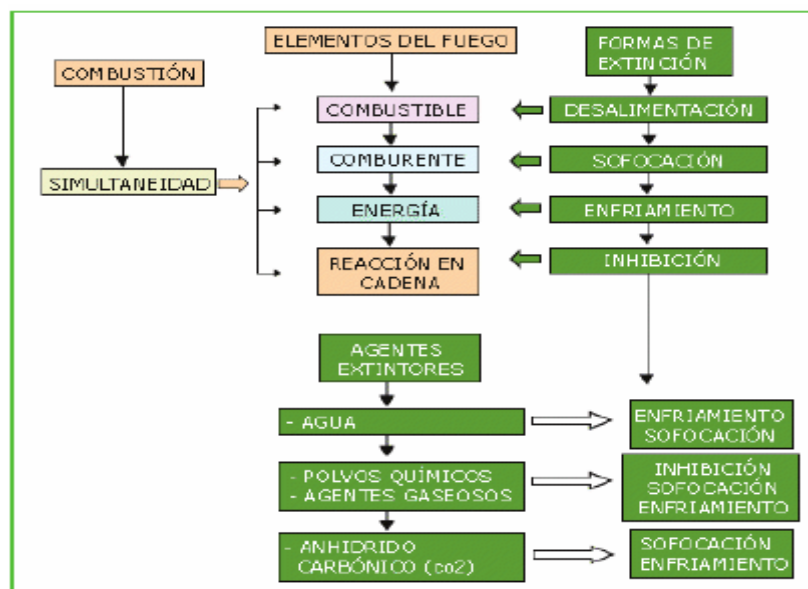 ELEMENTOS DEL FUEGO
FORMAS DE
EXTINCIÓN
COMBUSTIÓN
COMBUSTIBLE
DESALIMENTACIÓN
COMBURENTE
SOFOCACIÓN
SIMULTANEIDAD
ENERGÍA
ENFRIAMIENTO
REACCIÓN EN
CADENA
INHIBICIÓN
AGENTES
EXTINTORES
- AGUA
ENFRIAMIENTO
SOFOCACIÓN
- POLVOS QUÍMICOS
- AGENTES GASEOSOS
INHIBICIÓN
SOFOCACIÓN
ENFRIAMIENTO
- ANHIDRIDO
CARBÓNICO (co2)
SOFOCACIÓN
ENFRIAMIENTO